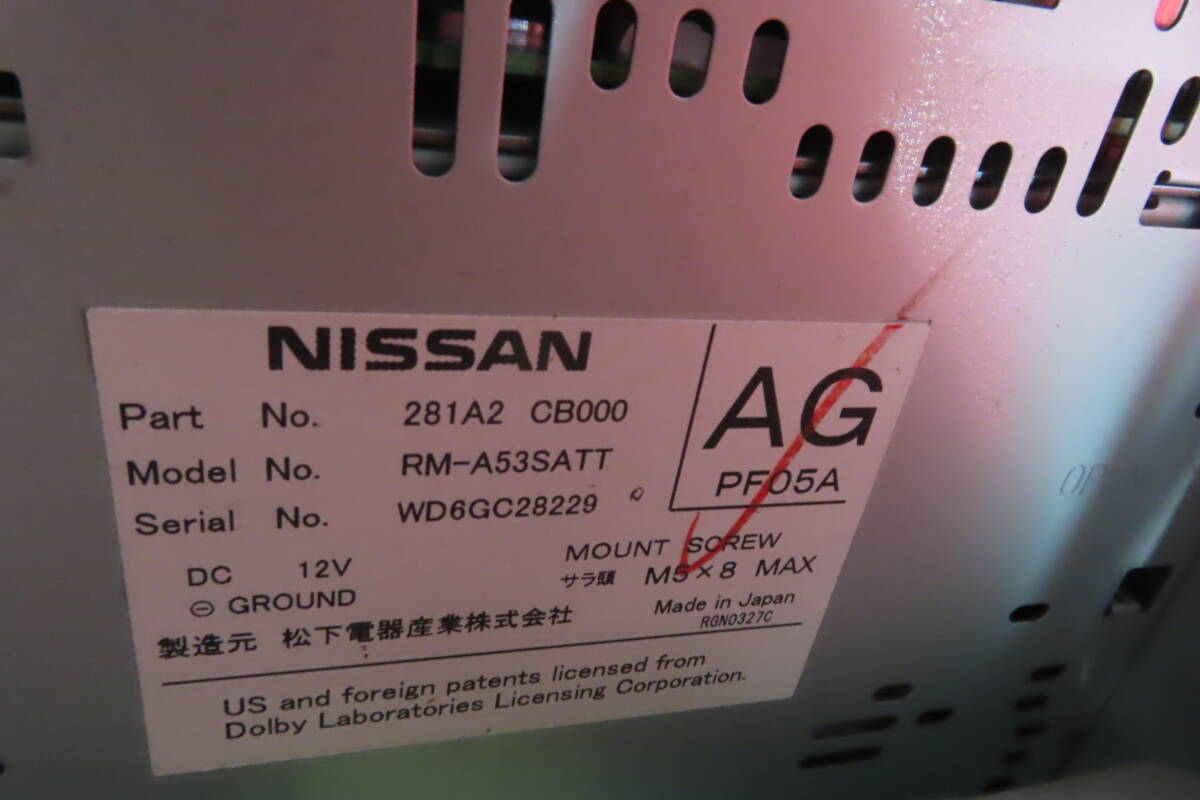 NISSAN
Part No. 281A2 CB000
Model No. RM-A53SATT
Serial No. WD6GC28229
AG
PF05A
DC 12V
⊖ GROUND
MOUNT SCREW
サラ頭 M5×8 MAX
Made in Japan
RGN0327C
製造元 松下電器産業株式会社
US and foreign patents licensed from
Dolby Laboratories Licensing Corporation.